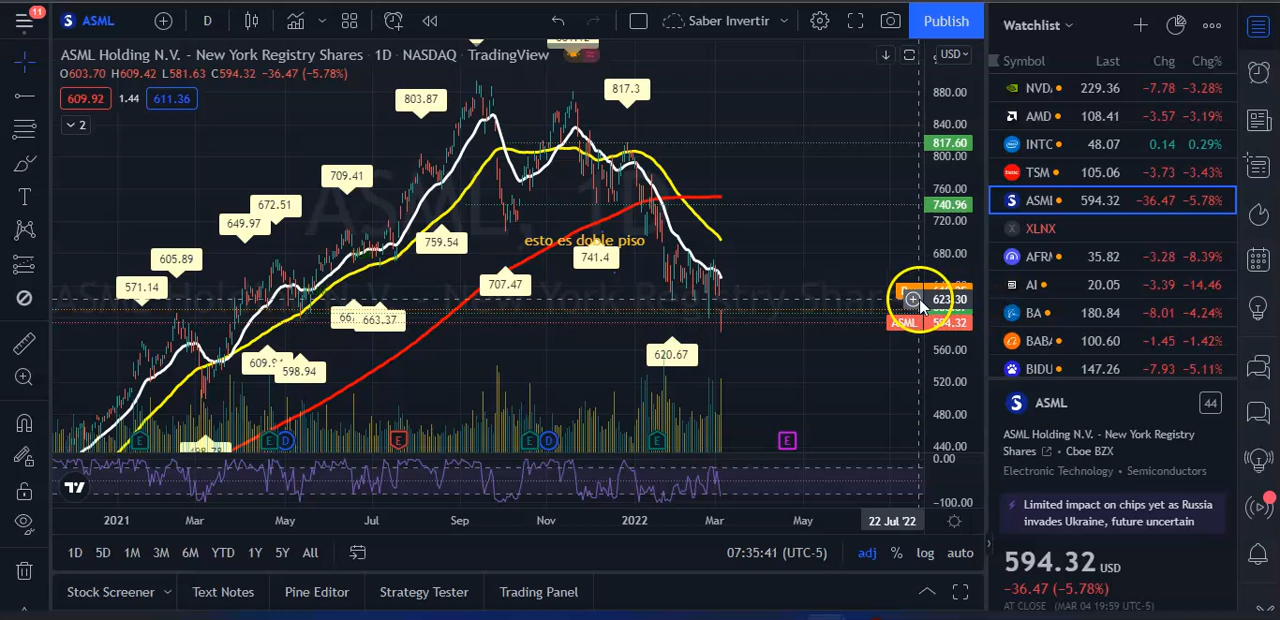 11
ASML
D
Saber Invertir
Publish
Watchlist
ASML Holding N.V. - New York Registry Shares · 1D · NASDAQ · TradingView
USD
O603.70 H609.42 L581.63 C594.32 -36.47 (-5.78%)
609.92 1.44 611.36
2
Symbol Last Chg Chg%
NVD, 229.36 -7.78 -3.28%
AMD 108.41 -3.57 -3.19%
INTC 48.07 0.14 0.29%
TSM 105.06 -3.73 -3.43%
ASMI 594.32 -36.47 -5.78%
XLNX
AFRM 35.82 -3.28 -8.39%
AI 20.05 -3.39 -14.46
BA 180.84 -8.01 -4.24%
BABA 100.60 -1.45 -1.42%
BIDU 147.26 -7.93 -5.11%
803.87
817.3
709.41
672.51
649.97
605.89
571.14
759.54
esto es doble piso
741.4
707.47
663.37
598.94
620.67
880.00
840.00
817.60
800.00
760.00
740.96
720.00
680.00
623.30
ASML 594.32
560.00
520.00
480.00
440.00
0.00
-100.00
E
E D
E
E D
E
E
2021 Mar May Jul Sep Nov 2022 Mar May 22 Jul '22
1D 5D 1M 3M 6M YTD 1Y 5Y All
07:35:41 (UTC-5) adj % log auto
Stock Screener Text Notes Pine Editor Strategy Tester Trading Panel
ASML
44
ASML Holding N.V. - New York Registry
Shares · Cboe BZX
Electronic Technology · Semiconductors
Limited impact on chips yet as Russia
invades Ukraine, future uncertain
594.32 USD
-36.47 (-5.78%)
AT CLOSE (MAR 04 19:59 UTC-5)